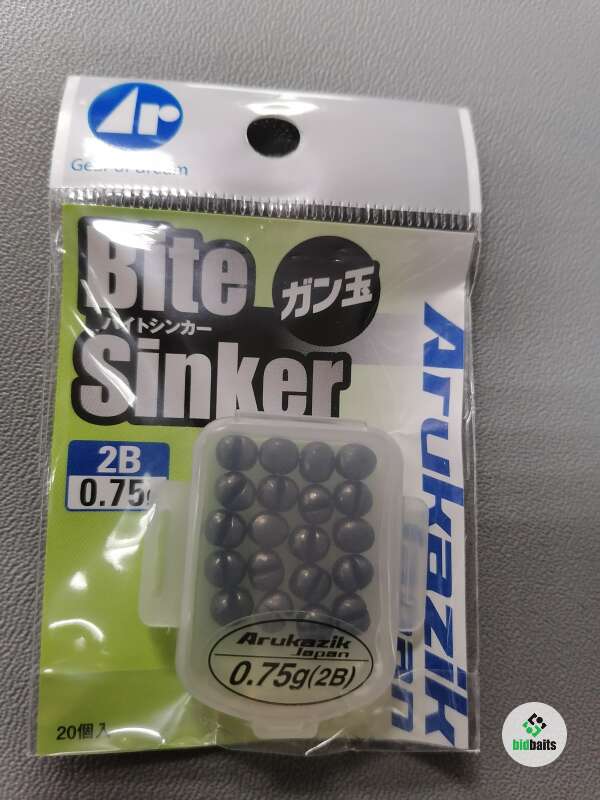 Ar
Gear of dream
Bite
ガン玉
バイトシンカー
Sinker
2B
0.75g
Arukazik
Japan
Arukazik
Japan
0.75g(2B)
20個入
bidbaits